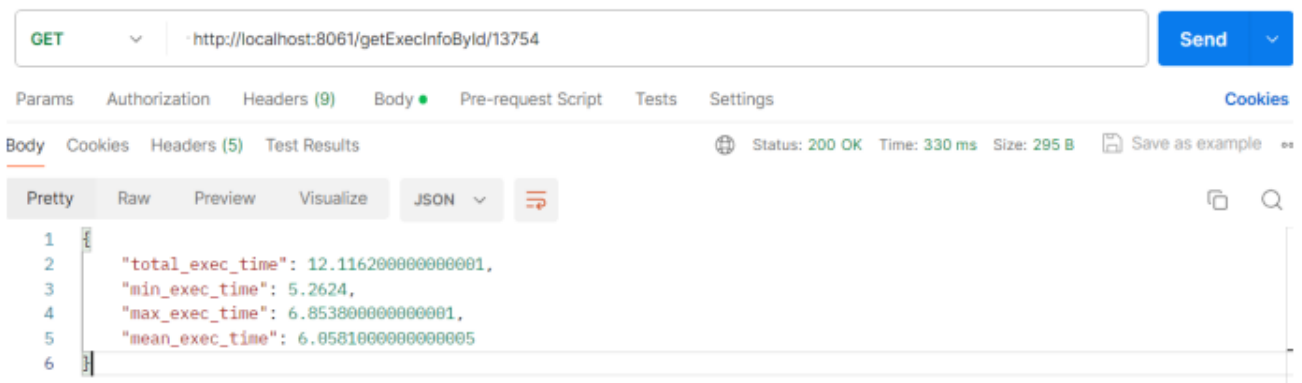 GET http://localhost:8061/getExecInfoById/13754 Send
Params Authorization Headers (9) Body Pre-request Script Tests Settings Cookies
Body Cookies Headers (5) Test Results Status: 200 OK Time: 330 ms Size: 295 B Save as example
Pretty Raw Preview Visualize JSON
1 {
2 "total_exec_time": 12.116200000000001,
3 "min_exec_time": 5.2624,
4 "max_exec_time": 6.853800000000001,
5 "mean_exec_time": 6.0581000000000005
6 }